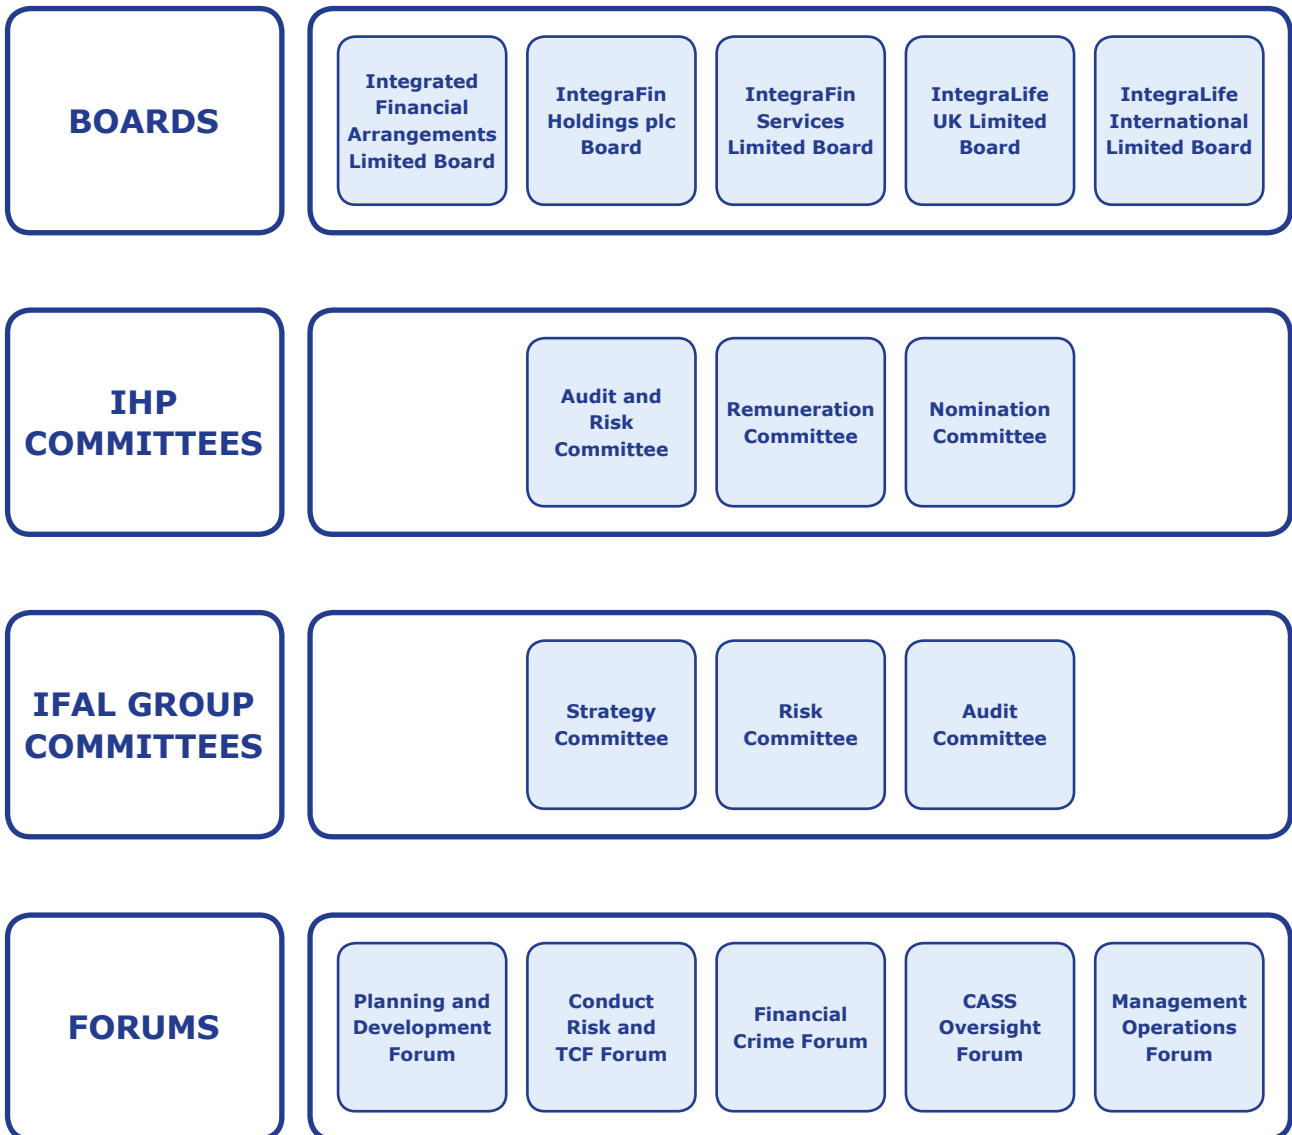 BOARDS
Integrated
Financial
Arrangements
Limited Board
IntegraFin
Holdings plc
Board
IntegraFin
Services
Limited Board
IntegraLife
UK Limited
Board
IntegraLife
International
Limited Board
IHP
COMMITTEES
Audit and
Risk
Committee
Remuneration
Committee
Nomination
Committee
IFAL GROUP
COMMITTEES
Strategy
Committee
Risk
Committee
Audit
Committee
FORUMS
Planning and
Development
Forum
Conduct
Risk and
TCF Forum
Financial
Crime Forum
CASS
Oversight
Forum
Management
Operations
Forum